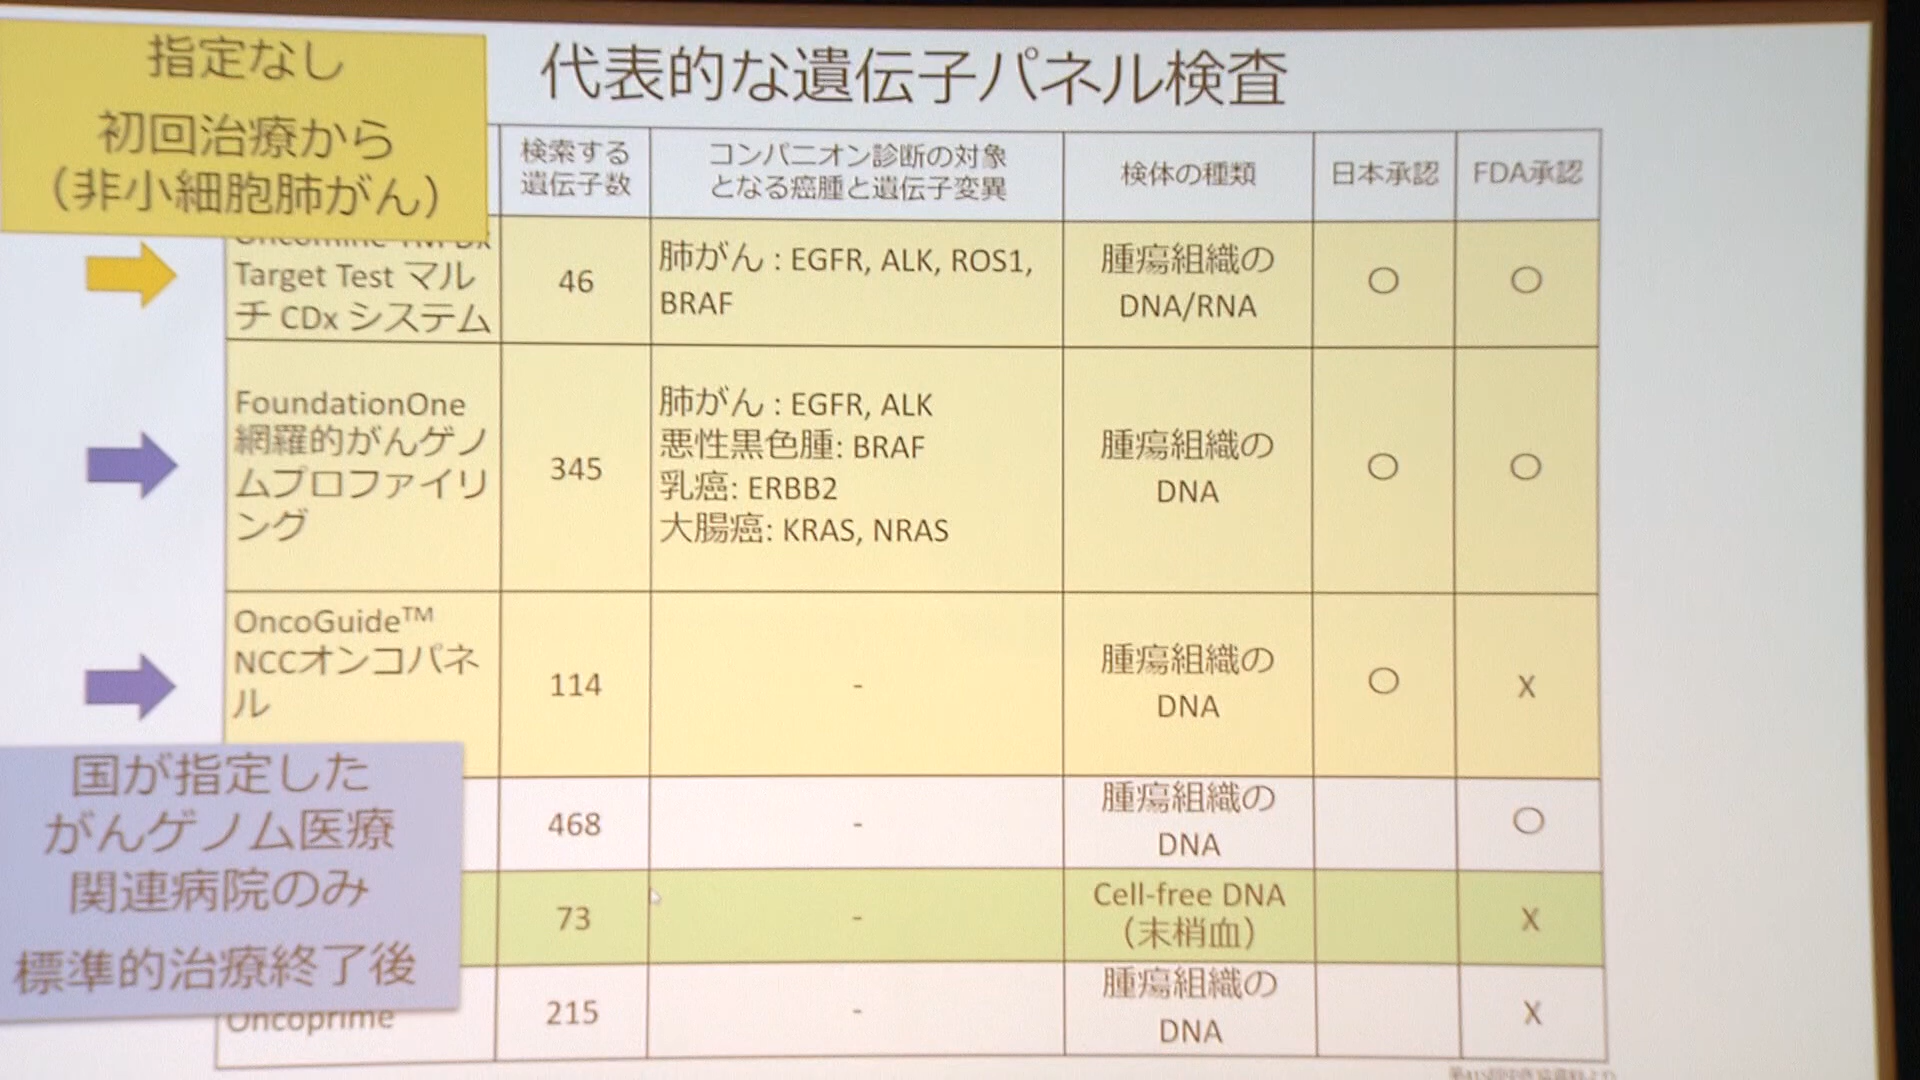 指定なし
初回治療から
（非小細胞肺がん）
代表的な遺伝子パネル検査
検索する
遺伝子数
コンパニオン診断の対象
となる癌腫と遺伝子変異
検体の種類
日本承認
FDA承認
Oncomine TM Dx
Target Test マル
チ CDx システム
46
肺がん : EGFR, ALK, ROS1,
BRAF
腫瘍組織の
DNA/RNA
○
○
FoundationOne
網羅的がんゲノ
ムプロファイリ
ング
345
肺がん : EGFR, ALK
悪性黒色腫: BRAF
乳癌: ERBB2
大腸癌: KRAS, NRAS
腫瘍組織の
DNA
○
○
OncoGuideTM
NCCオンコパネ
ル
114
-
腫瘍組織の
DNA
○
X
国が指定した
がんゲノム医療
関連病院のみ
標準的治療終了後
468
-
腫瘍組織の
DNA
○
73
-
Cell-free DNA
（末梢血）
X
Oncoprime
215
-
腫瘍組織の
DNA
X